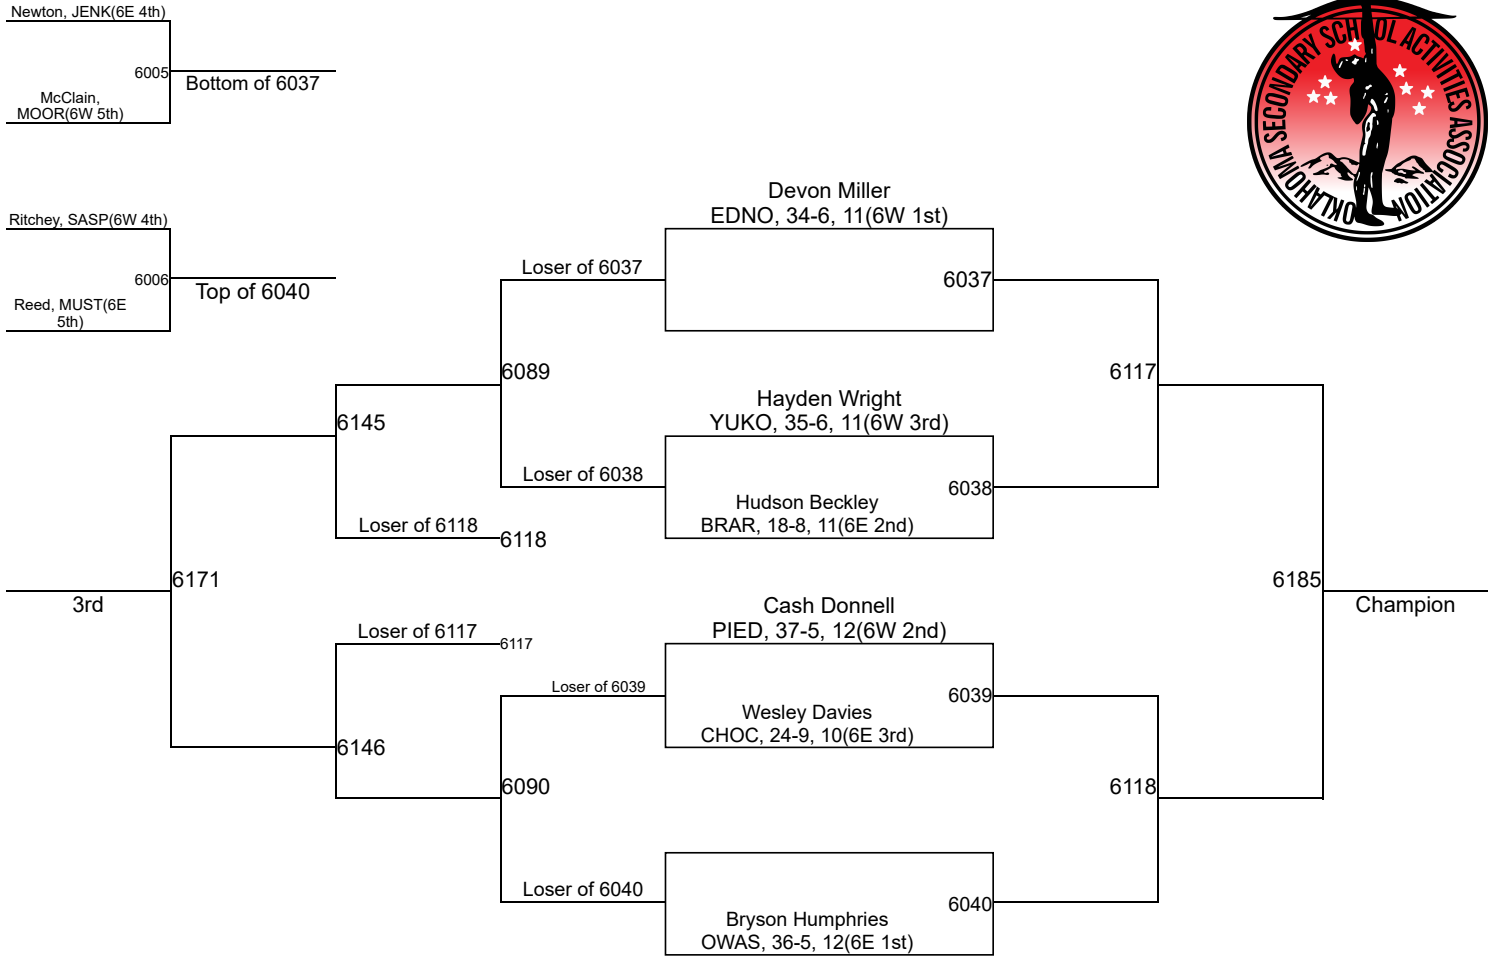 Newton, JENK(6E 4th)
6005
Bottom of 6037
McClain,
MOOR(6W 5th)
OKLAHOMA SECONDARY SCHOOL ACTIVITIES ASSOCIATION
Ritchey, SASP(6W 4th)
6006
Top of 6040
Reed, MUST(6E
5th)
Devon Miller
EDNO, 34-6, 11(6W 1st)
Loser of 6037
6037
6089
6117
Hayden Wright
YUKO, 35-6, 11(6W 3rd)
6145
Loser of 6038
6038
Hudson Beckley
BRAR, 18-8, 11(6E 2nd)
Loser of 6118
6118
6171
3rd
6185
Champion
Cash Donnell
PIED, 37-5, 12(6W 2nd)
Loser of 6117
6117
Loser of 6039
6039
Wesley Davies
CHOC, 24-9, 10(6E 3rd)
6146
6090
6118
Loser of 6040
6040
Bryson Humphries
OWAS, 36-5, 12(6E 1st)